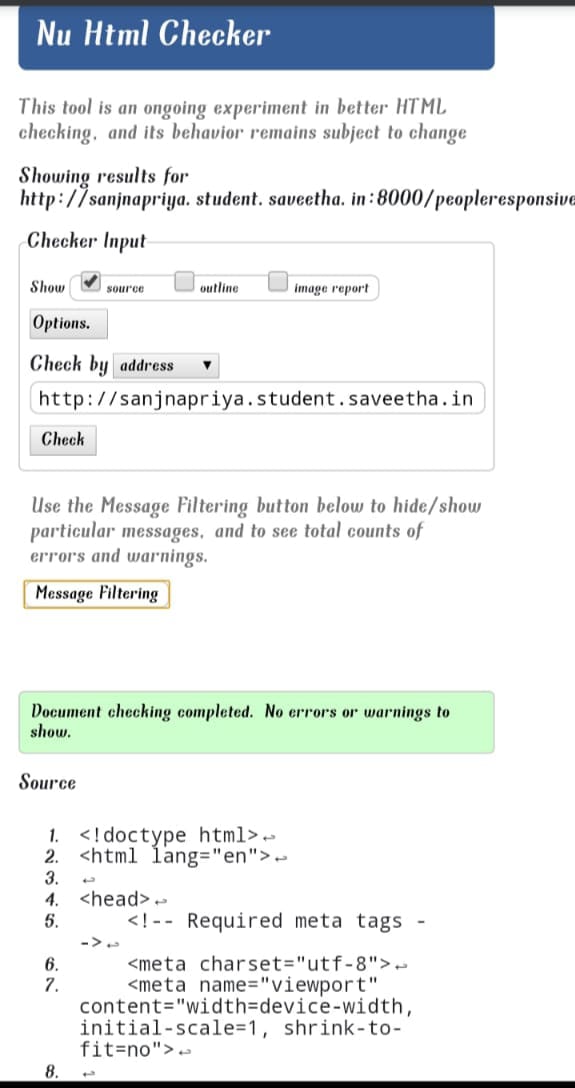 Nu Html Checker
This tool is an ongoing experiment in better HTML
checking, and its behavior remains subject to change
Showing results for
http://sanjnapriya.student.saveetha.in:8000/peopleresponsive
Checker Input
Show source outline image report
Options.
Check by address ▼
http://sanjnapriya.student.saveetha.in
Check
Use the Message Filtering button below to hide/show
particular messages, and to see total counts of
errors and warnings.
Message Filtering
Document checking completed. No errors or warnings to
show.
Source
1. <!doctype html>↩
2. <html lang="en">↩
3. ↩
4. <head>↩
5. <!-- Required meta tags -
->↩
6. <meta charset="utf-8">↩
7. <meta name="viewport"
content="width=device-width,
initial-scale=1, shrink-to-
fit=no">↩
8. ↩